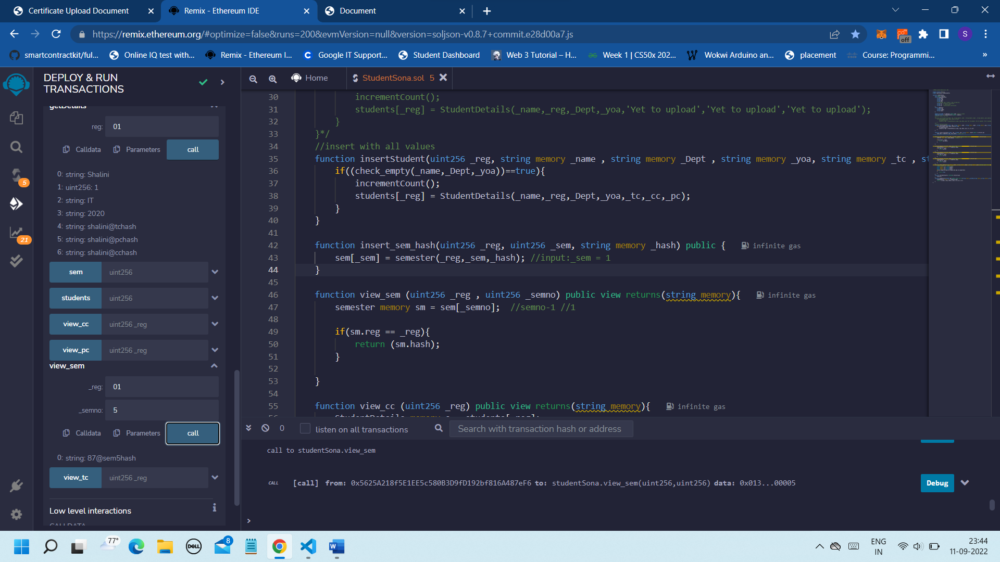 Certificate Upload Document
Remix - Ethereum IDE
Document
https://remix.ethereum.org/#optimize=false&runs=200&evmVersion=null&version=soljson-v0.8.7+commit.e28d00a7.js
off
S
smartcontractkit/ful...
Online IQ test with...
Remix - Ethereum I...
Google IT Support...
Student Dashboard
Web 3 Tutorial – H...
Week 1 | CS50x 202...
Wokwi Arduino an...
placement
Course: Programmi...
»
DEPLOY & RUN
TRANSACTIONS
getDetails
reg: 01
Calldata Parameters call
0: string: Shalini
1: uint256: 1
2: string: IT
3: string: 2020
4: string: shalini@tchash
5: string: shalini@pchash
6: string: shalini@cchash
sem uint256
students uint256
view_cc uint256 _reg
view_pc uint256 _reg
view_sem
_reg: 01
_semno: 5
Calldata Parameters call
0: string: 87@sem5hash
view_tc uint256 _reg
Low level interactions
CALLDATA
5
21
Home
StudentSona.sol 5
30 incrementCount();
31 students[_reg] = StudentDetails(_name,_reg,_Dept,_yoa,'Yet to upload','Yet to upload','Yet to upload');
32 }
33 }*/
34 //insert with all values
35 function insertStudent(uint256 _reg, string memory _name , string memory _Dept , string memory _yoa, string memory _tc , st
36 if((check_empty(_name,_Dept,_yoa))==true){
37 incrementCount();
38 students[_reg] = StudentDetails(_name,_reg,_Dept,_yoa,_tc,_cc,_pc);
39 }
40 }
41
42 function insert_sem_hash(uint256 _reg, uint256 _sem, string memory _hash) public { infinite gas
43 sem[_sem] = semester(_reg,_sem,_hash); //input:_sem = 1
44 }
45
46 function view_sem (uint256 _reg , uint256 _semno) public view returns(string memory){ infinite gas
47 semester memory sm = sem[_semno]; //semno-1 //1
48
49 if(sm.reg == _reg){
50 return (sm.hash);
51 }
52
53 }
54
55 function view_cc (uint256 _reg) public view returns(string memory){ infinite gas
0
listen on all transactions
Search with transaction hash or address
call to studentSona.view_sem
CALL [call] from: 0x5625A218f5E1EE5c580B3D9fD192bf816A487eF6 to: studentSona.view_sem(uint256,uint256) data: 0x013...00005
Debug
>
77°
DELL
8
ENG
IN
23:44
11-09-2022